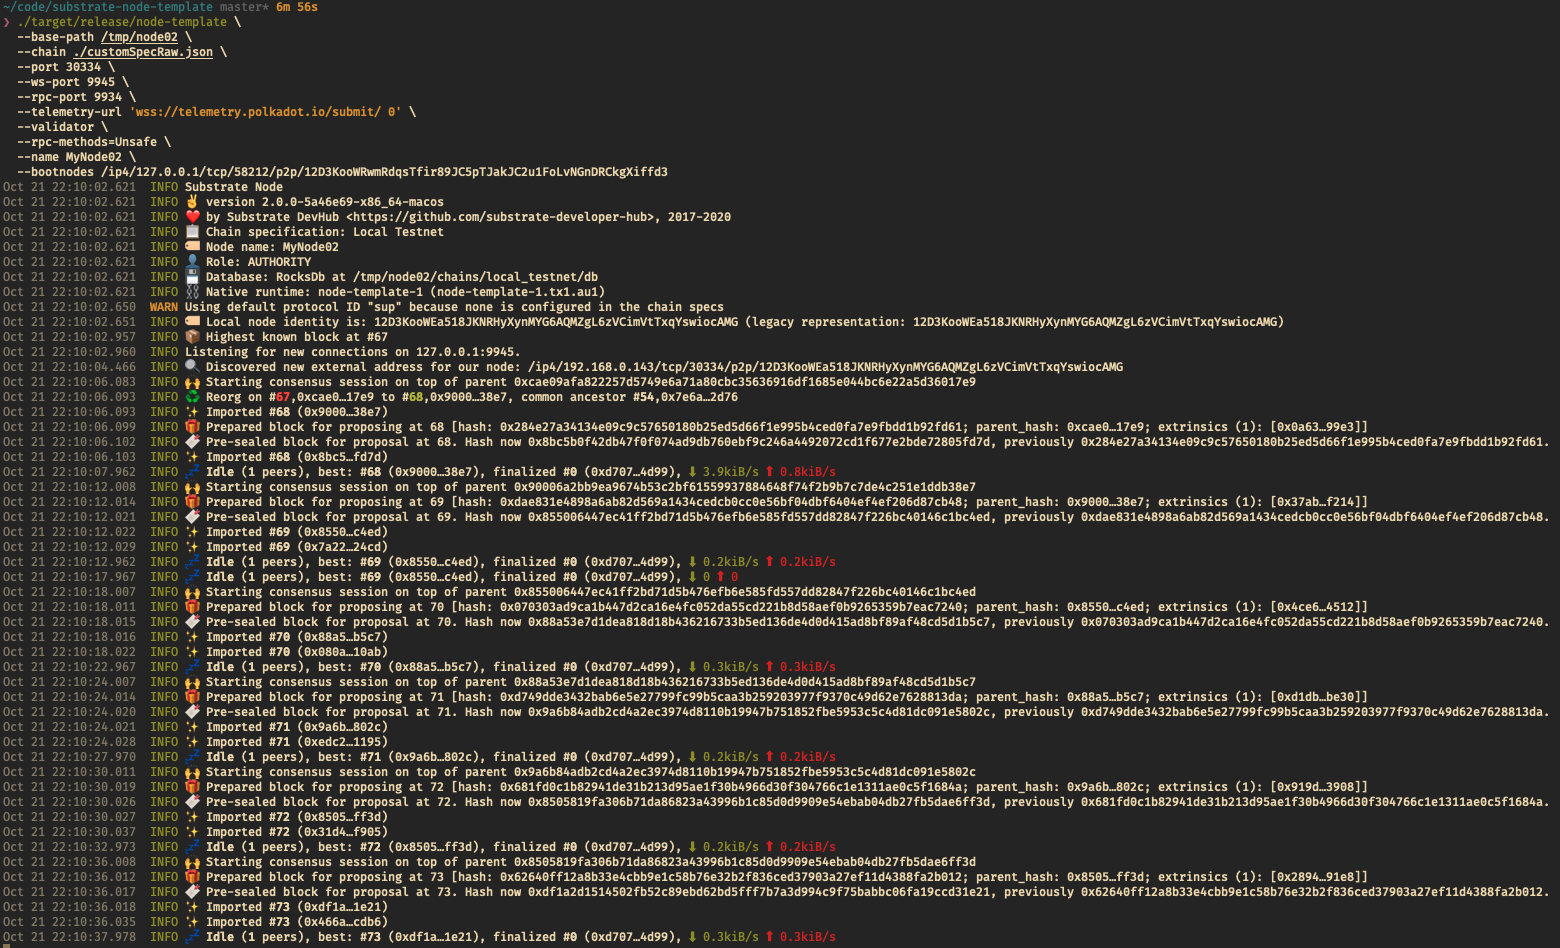 ~/code/substrate-node-template master* 6m 56s
❯ ./target/release/node-template \
--base-path /tmp/node02 \
--chain ./customSpecRaw.json \
--port 30334 \
--ws-port 9945 \
--rpc-port 9934 \
--telemetry-url 'wss://telemetry.polkadot.io/submit/ 0' \
--validator \
--rpc-methods=Unsafe \
--name MyNode02 \
--bootnodes /ip4/127.0.0.1/tcp/58212/p2p/12D3KooWRwmRdqsTfir89JC5pTJakJC2u1FoLvNGnDRCkgXiffd3
Oct 21 22:10:02.621 INFO Substrate Node
Oct 21 22:10:02.621 INFO ✌️ version 2.0.0-5a46e69-x86_64-macos
Oct 21 22:10:02.621 INFO ❤️ by Substrate DevHub <https://github.com/substrate-developer-hub>, 2017-2020
Oct 21 22:10:02.621 INFO 📋 Chain specification: Local Testnet
Oct 21 22:10:02.621 INFO 🏷 Node name: MyNode02
Oct 21 22:10:02.621 INFO 👤 Role: AUTHORITY
Oct 21 22:10:02.621 INFO 💾 Database: RocksDb at /tmp/node02/chains/local_testnet/db
Oct 21 22:10:02.621 INFO ⛓ Native runtime: node-template-1 (node-template-1.tx1.au1)
Oct 21 22:10:02.650 WARN Using default protocol ID "sup" because none is configured in the chain specs
Oct 21 22:10:02.651 INFO 🏷 Local node identity is: 12D3KooWEa518JKNRHyXynMYG6AQMZgL6zVCimVtTxqYswiocAMG (legacy representation: 12D3KooWEa518JKNRHyXynMYG6AQMZgL6zVCimVtTxqYswiocAMG)
Oct 21 22:10:02.957 INFO 📦 Highest known block at #67
Oct 21 22:10:02.960 INFO Listening for new connections on 127.0.0.1:9945.
Oct 21 22:10:04.466 INFO 🔍 Discovered new external address for our node: /ip4/192.168.0.143/tcp/30334/p2p/12D3KooWEa518JKNRHyXynMYG6AQMZgL6zVCimVtTxqYswiocAMG
Oct 21 22:10:06.083 INFO 🙌 Starting consensus session on top of parent 0xcae09afa822257d5749e6a71a80cbc35636916df1685e044bc6e22a5d36017e9
Oct 21 22:10:06.093 INFO ♻️ Reorg on #67,0xcae0…17e9 to #68,0x9000…38e7, common ancestor #54,0x7e6a…2d76
Oct 21 22:10:06.093 INFO ✨ Imported #68 (0x9000…38e7)
Oct 21 22:10:06.099 INFO 🎁 Prepared block for proposing at 68 [hash: 0x284e27a34134e09c9c57650180b25ed5d66f1e995b4ced0fa7e9fbdd1b92fd61; parent_hash: 0xcae0…17e9; extrinsics (1): [0x0a63…99e3]]
Oct 21 22:10:06.102 INFO 🔖 Pre-sealed block for proposal at 68. Hash now 0x8bc5b0f42db47f0f074ad9db760ebf9c246a4492072cd1f677e2bde72805fd7d, previously 0x284e27a34134e09c9c57650180b25ed5d66f1e995b4ced0fa7e9fbdd1b92fd61.
Oct 21 22:10:06.103 INFO ✨ Imported #68 (0x8bc5…fd7d)
Oct 21 22:10:07.962 INFO 💤 Idle (1 peers), best: #68 (0x9000…38e7), finalized #0 (0xd707…4d99), ⬇ 3.9kiB/s ⬆ 0.8kiB/s
Oct 21 22:10:12.008 INFO 🙌 Starting consensus session on top of parent 0x90006a2bb9ea9674b53c2bf61559937884648f74f2b9b7c7de4c251e1ddb38e7
Oct 21 22:10:12.014 INFO 🎁 Prepared block for proposing at 69 [hash: 0xdae831e4898a6ab82d569a1434cedcb0cc0e56bf04dbf6404ef4ef206d87cb48; parent_hash: 0x9000…38e7; extrinsics (1): [0x37ab…f214]]
Oct 21 22:10:12.021 INFO 🔖 Pre-sealed block for proposal at 69. Hash now 0x855006447ec41ff2bd71d5b476efb6e585fd557dd82847f226bc40146c1bc4ed, previously 0xdae831e4898a6ab82d569a1434cedcb0cc0e56bf04dbf6404ef4ef206d87cb48.
Oct 21 22:10:12.022 INFO ✨ Imported #69 (0x8550…c4ed)
Oct 21 22:10:12.029 INFO ✨ Imported #69 (0x7a22…24cd)
Oct 21 22:10:12.962 INFO 💤 Idle (1 peers), best: #69 (0x8550…c4ed), finalized #0 (0xd707…4d99), ⬇ 0.2kiB/s ⬆ 0.2kiB/s
Oct 21 22:10:17.967 INFO 💤 Idle (1 peers), best: #69 (0x8550…c4ed), finalized #0 (0xd707…4d99), ⬇ 0 ⬆ 0
Oct 21 22:10:18.007 INFO 🙌 Starting consensus session on top of parent 0x855006447ec41ff2bd71d5b476efb6e585fd557dd82847f226bc40146c1bc4ed
Oct 21 22:10:18.011 INFO 🎁 Prepared block for proposing at 70 [hash: 0x070303ad9ca1b447d2ca16e4fc052da55cd221b8d58aef0b9265359b7eac7240; parent_hash: 0x8550…c4ed; extrinsics (1): [0x4ce6…4512]]
Oct 21 22:10:18.015 INFO 🔖 Pre-sealed block for proposal at 70. Hash now 0x88a53e7d1dea818d18b436216733b5ed136de4d0d415ad8bf89af48cd5d1b5c7, previously 0x070303ad9ca1b447d2ca16e4fc052da55cd221b8d58aef0b9265359b7eac7240.
Oct 21 22:10:18.016 INFO ✨ Imported #70 (0x88a5…b5c7)
Oct 21 22:10:18.022 INFO ✨ Imported #70 (0x080a…10ab)
Oct 21 22:10:22.967 INFO 💤 Idle (1 peers), best: #70 (0x88a5…b5c7), finalized #0 (0xd707…4d99), ⬇ 0.3kiB/s ⬆ 0.3kiB/s
Oct 21 22:10:24.007 INFO 🙌 Starting consensus session on top of parent 0x88a53e7d1dea818d18b436216733b5ed136de4d0d415ad8bf89af48cd5d1b5c7
Oct 21 22:10:24.014 INFO 🎁 Prepared block for proposing at 71 [hash: 0xd749dde3432bab6e5e27799fc99b5caa3b259203977f9370c49d62e7628813da; parent_hash: 0x88a5…b5c7; extrinsics (1): [0xd1db…be30]]
Oct 21 22:10:24.020 INFO 🔖 Pre-sealed block for proposal at 71. Hash now 0x9a6b84adb2cd4a2ec3974d8110b19947b751852fbe5953c5c4d81dc091e5802c, previously 0xd749dde3432bab6e5e27799fc99b5caa3b259203977f9370c49d62e7628813da.
Oct 21 22:10:24.021 INFO ✨ Imported #71 (0x9a6b…802c)
Oct 21 22:10:24.028 INFO ✨ Imported #71 (0xedc2…1195)
Oct 21 22:10:27.970 INFO 💤 Idle (1 peers), best: #71 (0x9a6b…802c), finalized #0 (0xd707…4d99), ⬇ 0.2kiB/s ⬆ 0.2kiB/s
Oct 21 22:10:30.011 INFO 🙌 Starting consensus session on top of parent 0x9a6b84adb2cd4a2ec3974d8110b19947b751852fbe5953c5c4d81dc091e5802c
Oct 21 22:10:30.019 INFO 🎁 Prepared block for proposing at 72 [hash: 0x681fd0c1b82941de31b213d95ae1f30b4966d30f304766c1e1311ae0c5f1684a; parent_hash: 0x9a6b…802c; extrinsics (1): [0x919d…3908]]
Oct 21 22:10:30.026 INFO 🔖 Pre-sealed block for proposal at 72. Hash now 0x8505819fa306b71da86823a43996b1c85d0d9909e54ebab04db27fb5dae6ff3d, previously 0x681fd0c1b82941de31b213d95ae1f30b4966d30f304766c1e1311ae0c5f1684a.
Oct 21 22:10:30.027 INFO ✨ Imported #72 (0x8505…ff3d)
Oct 21 22:10:30.037 INFO ✨ Imported #72 (0x31d4…f905)
Oct 21 22:10:32.973 INFO 💤 Idle (1 peers), best: #72 (0x8505…ff3d), finalized #0 (0xd707…4d99), ⬇ 0.2kiB/s ⬆ 0.2kiB/s
Oct 21 22:10:36.008 INFO 🙌 Starting consensus session on top of parent 0x8505819fa306b71da86823a43996b1c85d0d9909e54ebab04db27fb5dae6ff3d
Oct 21 22:10:36.012 INFO 🎁 Prepared block for proposing at 73 [hash: 0x62640ff12a8b33e4cbb9e1c58b76e32b2f836ced37903a27ef11d4388fa2b012; parent_hash: 0x8505…ff3d; extrinsics (1): [0x2894…91e8]]
Oct 21 22:10:36.017 INFO 🔖 Pre-sealed block for proposal at 73. Hash now 0xdf1a2d1514502fb52c89ebd62bd5fff7b7a3d994c9f75babbc06fa19ccd31e21, previously 0x62640ff12a8b33e4cbb9e1c58b76e32b2f836ced37903a27ef11d4388fa2b012.
Oct 21 22:10:36.018 INFO ✨ Imported #73 (0xdf1a…1e21)
Oct 21 22:10:36.035 INFO ✨ Imported #73 (0x466a…cdb6)
Oct 21 22:10:37.978 INFO 💤 Idle (1 peers), best: #73 (0xdf1a…1e21), finalized #0 (0xd707…4d99), ⬇ 0.3kiB/s ⬆ 0.3kiB/s